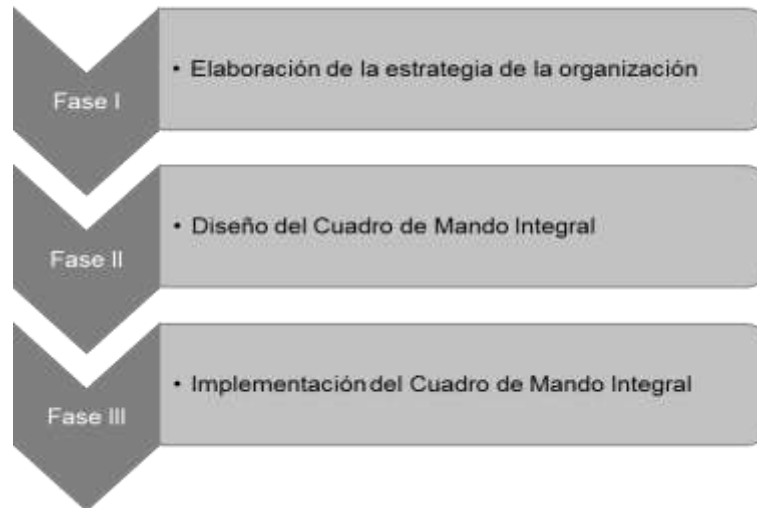 • Elaboración de la estrategia de la organización
Fase I
• Diseño del Cuadro de Mando Integral
Fase II
• Implementación del Cuadro de Mando Integral
Fase III